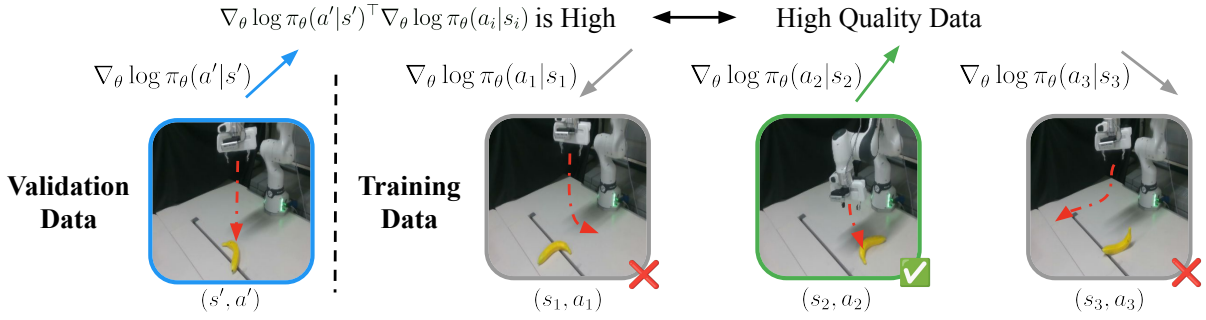 ∇_θ log π_θ(a′|s′)^⊤ ∇_θ log π_θ(a_i|s_i) is High High Quality Data
∇_θ log π_θ(a′|s′) ∇_θ log π_θ(a_1|s_1) ∇_θ log π_θ(a_2|s_2) ∇_θ log π_θ(a_3|s_3)
Validation
Data
Training
Data
(s′, a′) (s_1, a_1) (s_2, a_2) (s_3, a_3)